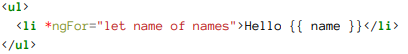 <ul>
  <li *ngFor="let name of names">Hello {{ name }}</li>
</ul>